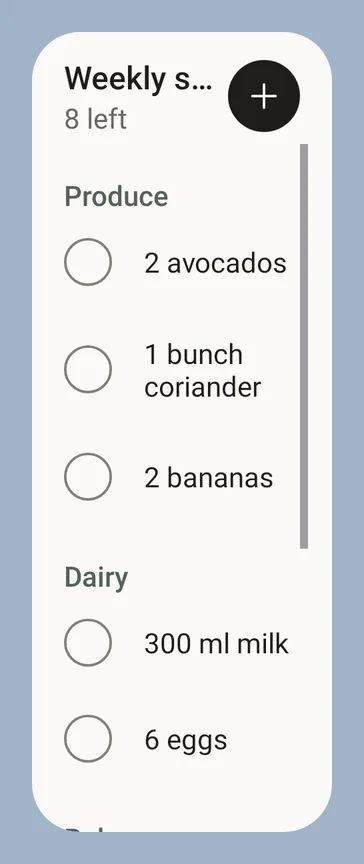 Weekly s...
8 left
Produce
2 avocados
1 bunch
coriander
2 bananas
Dairy
300 ml milk
6 eggs